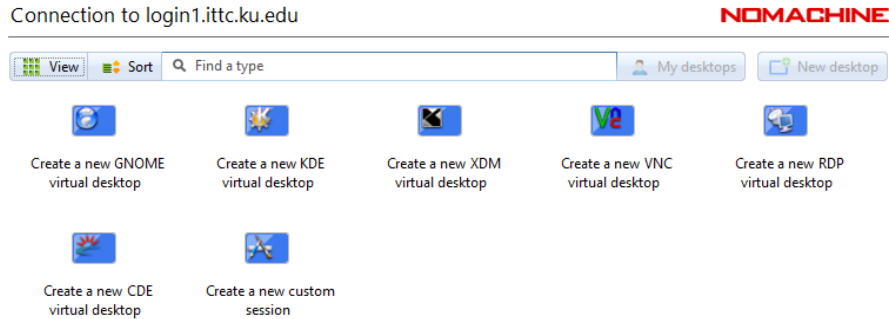 Connection to login1.ittc.ku.edu
NOMACHINE
View
Sort
Find a type
My desktops
New desktop
Create a new GNOME
virtual desktop
Create a new KDE
virtual desktop
Create a new XDM
virtual desktop
Create a new VNC
virtual desktop
Create a new RDP
virtual desktop
Create a new CDE
virtual desktop
Create a new custom
session